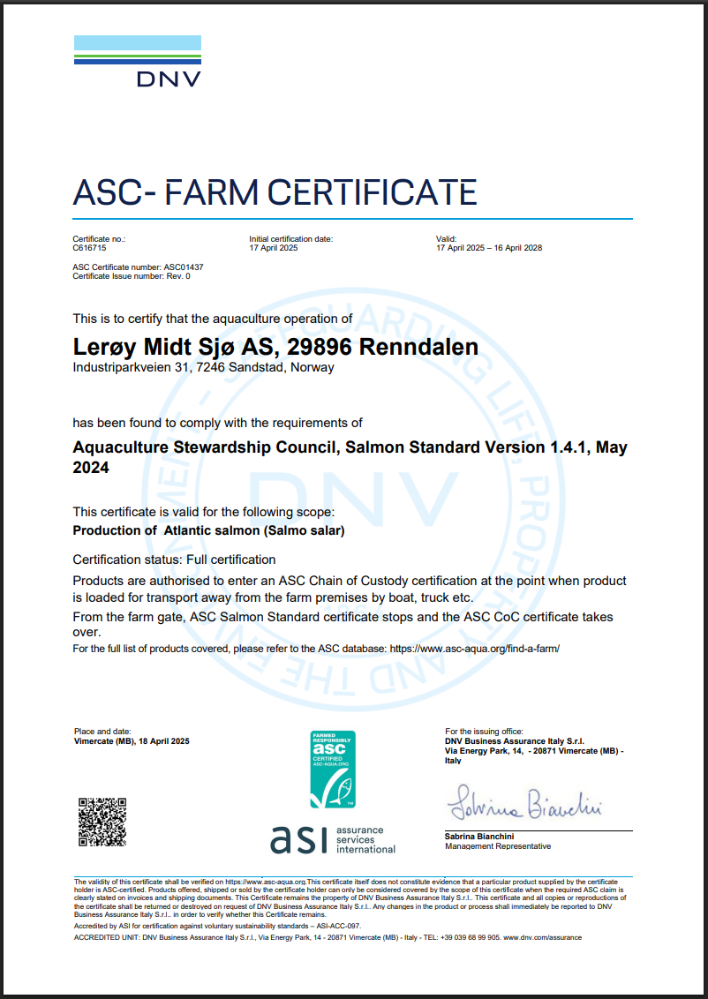 DNV
ASC- FARM CERTIFICATE
Certificate no.:
C616715
Initial certification date:
17 April 2025
Valid:
17 April 2025 – 16 April 2028
ASC Certificate number: ASC01437
Certificate Issue number: Rev. 0
This is to certify that the aquaculture operation of
Lerøy Midt Sjø AS, 29896 Renndalen
Industriparkveien 31, 7246 Sandstad, Norway
has been found to comply with the requirements of
Aquaculture Stewardship Council, Salmon Standard Version 1.4.1, May
2024
This certificate is valid for the following scope:
Production of  Atlantic salmon (Salmo salar)
Certification status: Full certification
Products are authorised to enter an ASC Chain of Custody certification at the point when product
is loaded for transport away from the farm premises by boat, truck etc.
From the farm gate, ASC Salmon Standard certificate stops and the ASC CoC certificate takes
over.
For the full list of products covered, please refer to the ASC database: https://www.asc-aqua.org/find-a-farm/
SAFEGUARDING LIFE, PROPERTY AND THE ENVIRONMENT –
DNV
1864
Place and date:
Vimercate (MB), 18 April 2025
FARMED
RESPONSIBLY
asc
CERTIFIED
ASC-AQUA.ORG
TM
asi assurance
services
international
For the issuing office:
DNV Business Assurance Italy S.r.l.
Via Energy Park, 14,  - 20871 Vimercate (MB) -
Italy
Sabrina Bianchini
Sabrina Bianchini
Management Representative
The validity of this certificate shall be verified on https://www.asc-aqua.org.This certificate itself does not constitute evidence that a particular product supplied by the certificate
holder is ASC-certified. Products offered, shipped or sold by the certificate holder can only be considered covered by the scope of this certificate when the required ASC claim is
clearly stated on invoices and shipping documents. This Certificate remains the property of DNV Business Assurance Italy S.r.l.. This certificate and all copies or reproductions of
the certificate shall be returned or destroyed on request of DNV Business Assurance Italy S.r.l.. Any changes in the product or process shall immediately be reported to DNV
Business Assurance Italy S.r.l.. in order to verify whether this Certificate remains.
Accredited by ASI for certification against voluntary sustainability standards – ASI-ACC-097.
ACCREDITED UNIT: DNV Business Assurance Italy S.r.l., Via Energy Park, 14 - 20871 Vimercate (MB) - Italy - TEL: +39 039 68 99 905. www.dnv.com/assurance